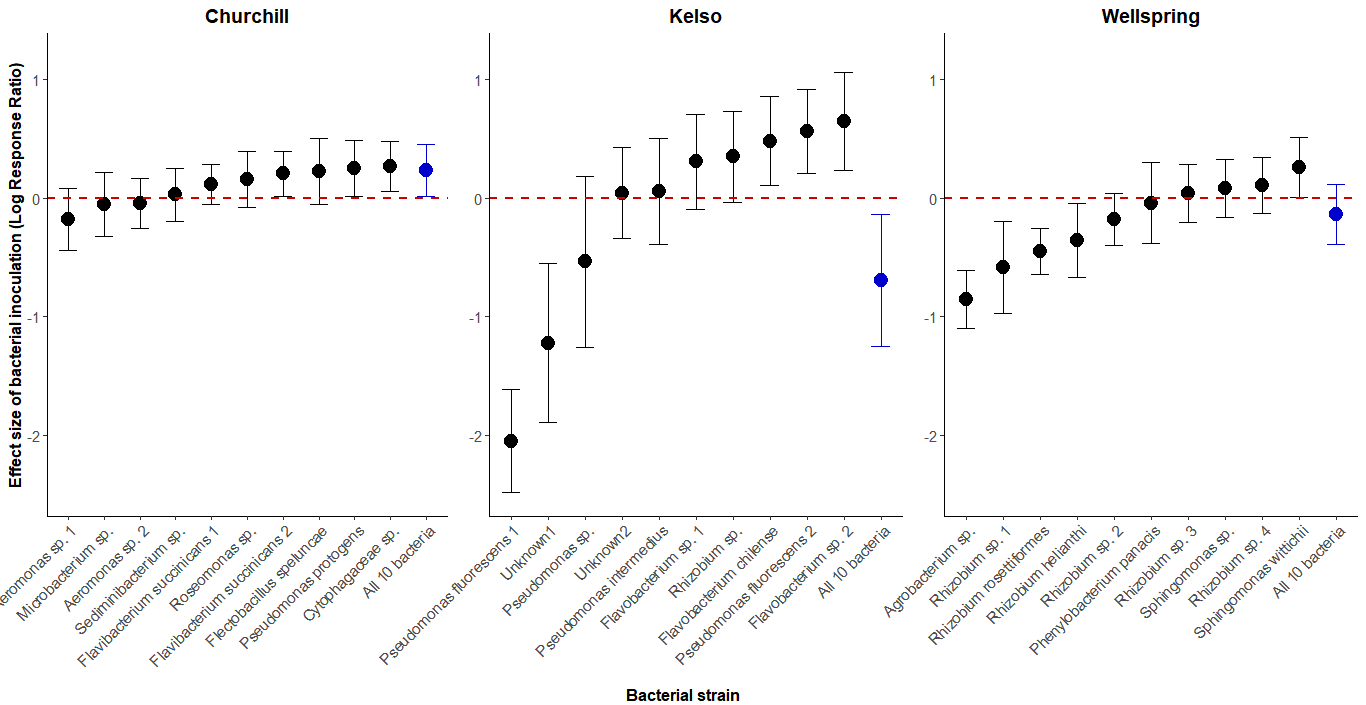 Churchill
Kelso
Wellspring
Effect size of bacterial inoculation (Log Response Ratio)
1
0
-1
-2
1
0
-1
-2
1
0
-1
-2
sp. 1
Microbacterium sp.
Aeromonas sp. 2
Sediminibacterium sp.
Flavibacterium succinicans 1
Roseomonas sp.
Flavibacterium succinicans 2
Flectobacillus speluncae
Pseudomonas protogens
Cytophagaceae sp.
All 10 bacteria
Pseudomonas fluorescens 1
Unknown1
Pseudomonas sp.
Unknown2
Pseudomonas intermedius
Flavobacterium sp. 1
Rhizobium sp.
Flavobacterium chilense
Pseudomonas fluorescens 2
Flavobacterium sp. 2
All 10 bacteria
Agrobacterium sp.
Rhizobium sp. 1
Rhizobium rosettiformes
Rhizobium helianthi
Rhizobium sp. 2
Phenylobacterium panacis
Rhizobium sp. 3
Sphingomonas sp.
Rhizobium sp. 4
Sphingomonas wittichii
All 10 bacteria
Bacterial strain